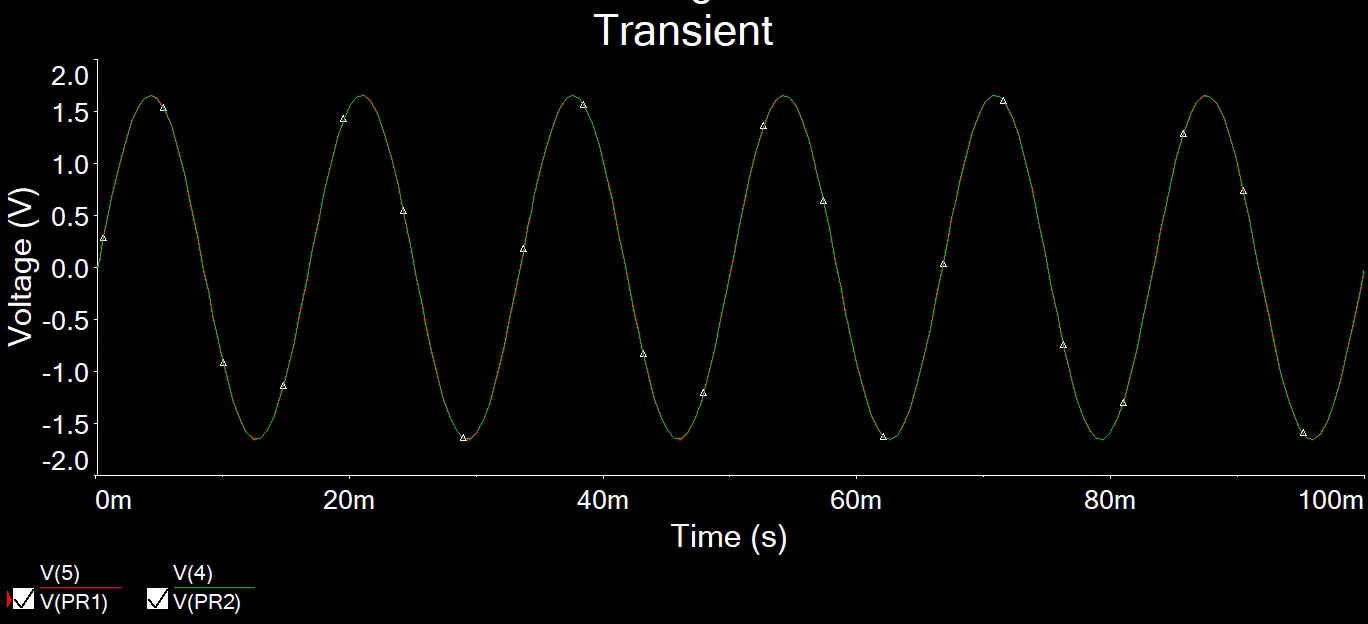 Transient
2.0
1.5
1.0
0.5
0.0
-0.5
-1.0
-1.5
-2.0
Voltage (V)
0m 20m 40m 60m 80m 100m
Time (s)
V(5) V(4)
V(PR1) V(PR2)